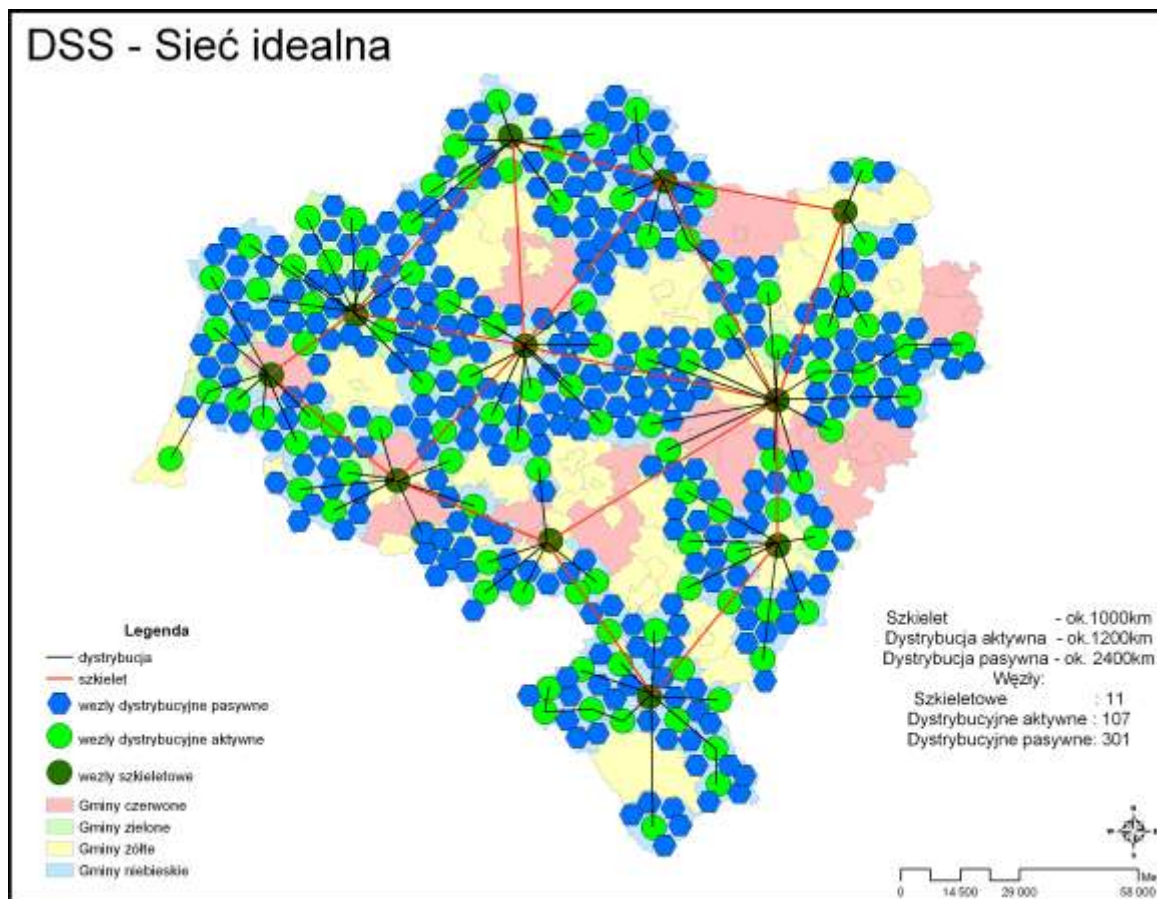 DSS - Sieć idealna
Legenda
dystrybucja
szkielet
wezly dystrybucyjne pasywne
wezly dystrybucyjne aktywne
wezly szkieletowe
Gminy czerwone
Gminy zielone
Gminy żółte
Gminy niebieskie
Szkielet - ok.1000km
Dystrybucja aktywna - ok.1200km
Dystrybucja pasywna - ok. 2400km
Węzły:
Szkieletowe : 11
Dystrybucyjne aktywne : 107
Dystrybucyjne pasywne: 301
0 14 500 29 000 58 000